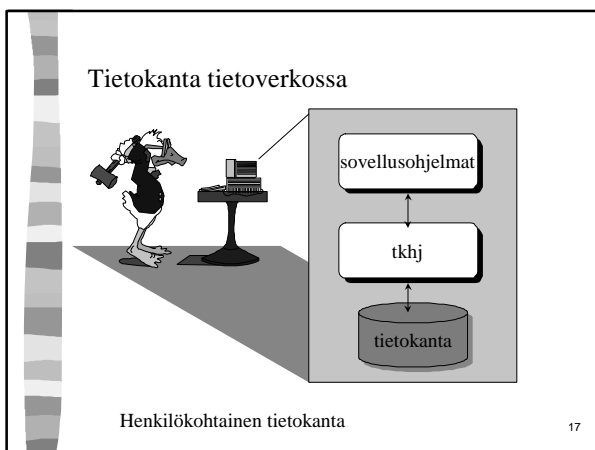 Tietokanta tietoverkossa
sovellusohjelmat
tkhj
tietokanta
Henkilökohtainen tietokanta
17